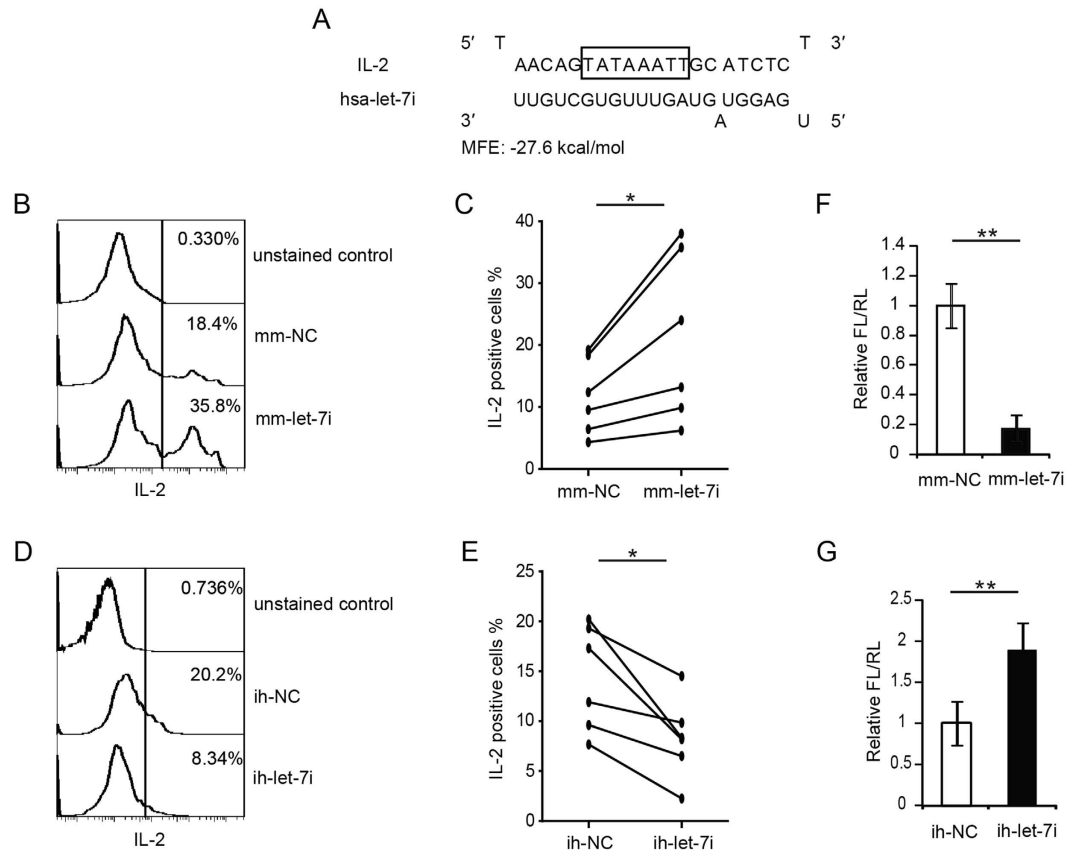 A
5′ T T 3′
IL-2 AACAGTATAAATTGC ATCTC
hsa-let-7i UUGUCGUGUUUGAUG UGGAG
3′ A U 5′
MFE: -27.6 kcal/mol
B
0.330%
unstained control
18.4%
mm-NC
35.8%
mm-let-7i
IL-2
C
*
IL-2 positive cells %
40
30
20
10
0
mm-NC mm-let-7i
F
**
Relative FL/RL
1.4
1.2
1
0.8
0.6
0.4
0.2
0
mm-NC mm-let-7i
D
0.736%
unstained control
20.2%
ih-NC
8.34%
ih-let-7i
IL-2
E
*
IL-2 positive cells %
25
20
15
10
5
0
ih-NC ih-let-7i
G
**
Relative FL/RL
2.5
2
1.5
1
0.5
0
ih-NC ih-let-7i